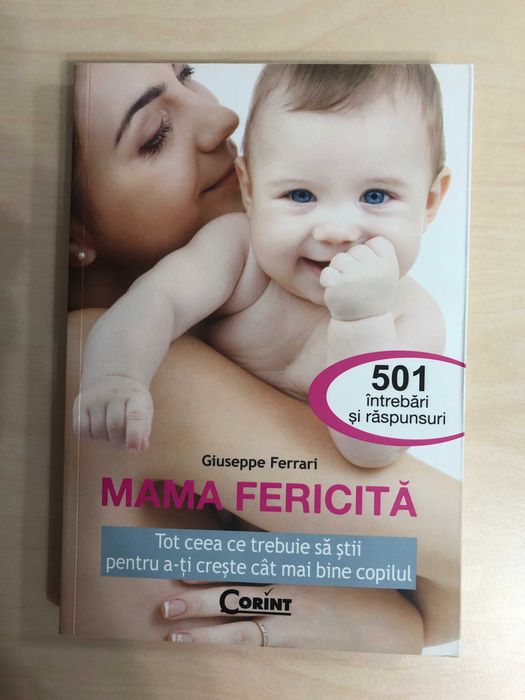 501
întrebări
și răspunsuri
Giuseppe Ferrari
MAMA FERICITĂ
Tot ceea ce trebuie să știi
pentru a-ți crește cât mai bine copilul
CORINT